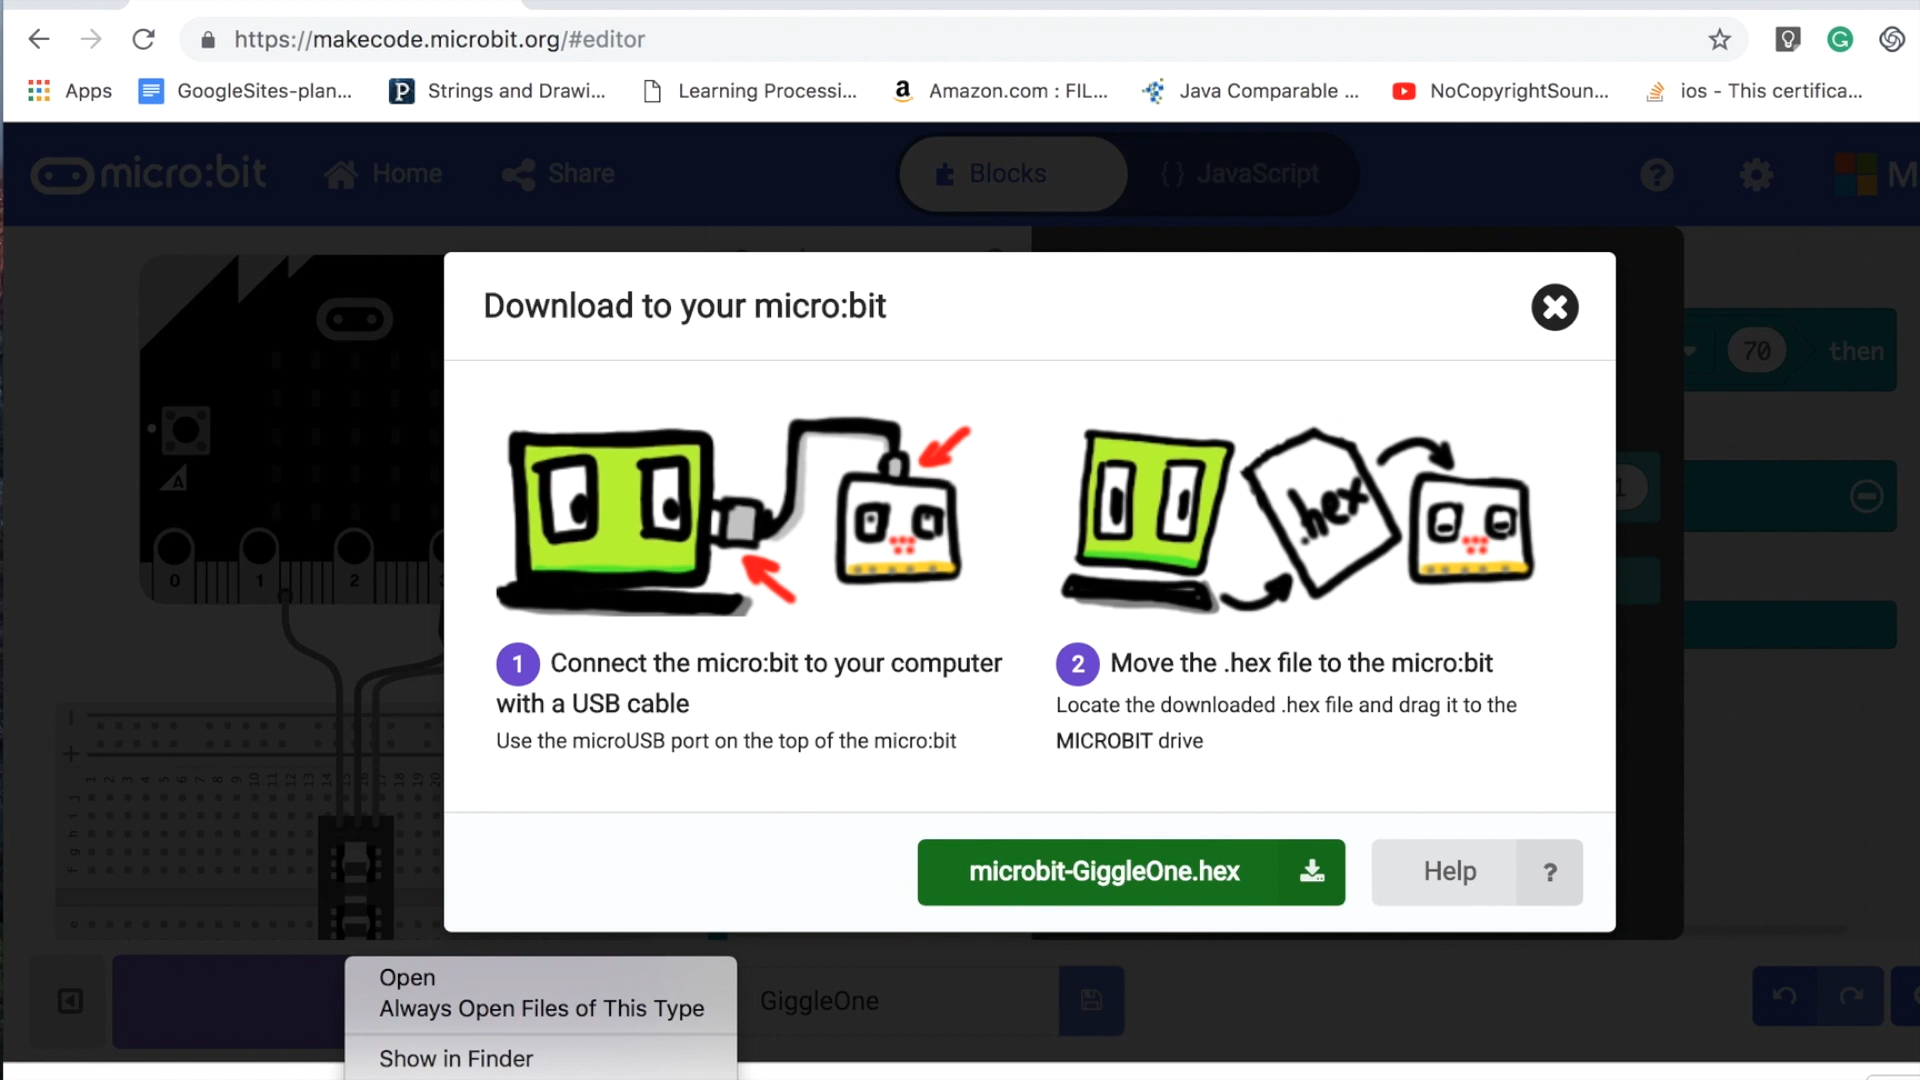 https://makecode.microbit.org/#editor
Apps
GoogleSites-plan...
Strings and Drawi...
Learning Processi...
Amazon.com : FIL...
Java Comparable ...
NoCopyrightSoun...
ios - This certifica...
micro:bit
Home
Share
Blocks
{} JavaScript
M
Download to your micro:bit
70
then
A
.hex
1
0
1
2
1 Connect the micro:bit to your computer
with a USB cable
Use the microUSB port on the top of the micro:bit
2 Move the .hex file to the micro:bit
Locate the downloaded .hex file and drag it to the
MICROBIT drive
microbit-GiggleOne.hex
Help ?
Open
Always Open Files of This Type
Show in Finder
GiggleOne